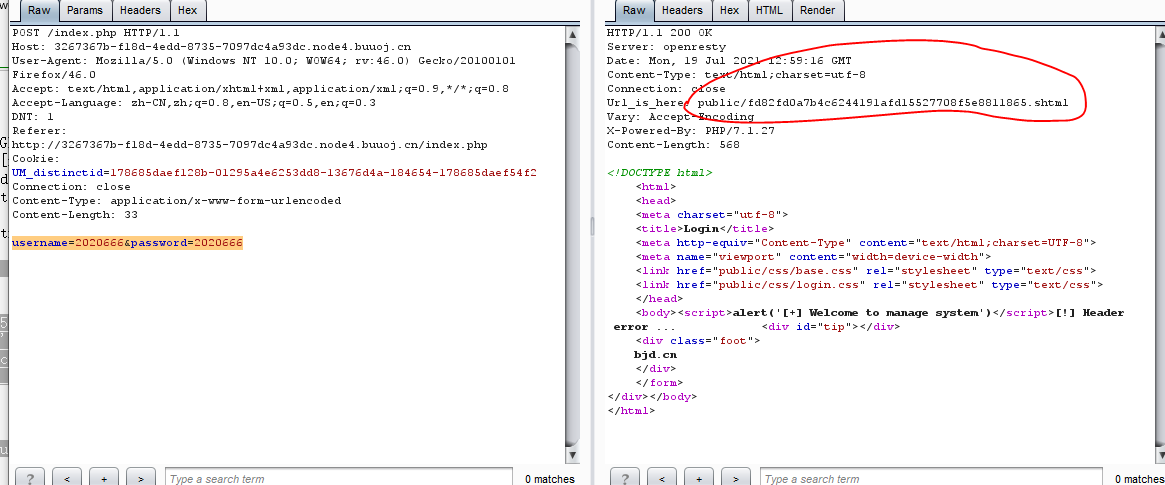 Raw Params Headers Hex
POST /index.php HTTP/1.1
Host: 3267367b-f18d-4edd-8735-7097dc4a93dc.node4.buuoj.cn
User-Agent: Mozilla/5.0 (Windows NT 10.0; WOW64; rv:46.0) Gecko/20100101
Firefox/46.0
Accept: text/html,application/xhtml+xml,application/xml;q=0.9,*/*;q=0.8
Accept-Language: zh-CN,zh;q=0.8,en-US;q=0.5,en;q=0.3
DNT: 1
Referer:
http://3267367b-f18d-4edd-8735-7097dc4a93dc.node4.buuoj.cn/index.php
Cookie:
UM_distinctid=178685daef128b-01295a4e6253dd8-13676d4a-184654-178685daef54f2
Connection: close
Content-Type: application/x-www-form-urlencoded
Content-Length: 33
username=2020666&password=2020666
? < + > Type a search term 0 matches
Raw Headers Hex HTML Render
HTTP/1.1 200 OK
Server: openresty
Date: Mon, 19 Jul 2021 12:59:16 GMT
Content-Type: text/html;charset=utf-8
Connection: close
Url_is_here: public/fd82fd0a7b4c6244191afd15527708f5e8811865.shtml
Vary: Accept-Encoding
X-Powered-By: PHP/7.1.27
Content-Length: 568
<!DOCTYPE html>
<html>
<head>
<meta charset="utf-8">
<title>Login</title>
<meta http-equiv="Content-Type" content="text/html;charset=UTF-8">
<meta name="viewport" content="width=device-width">
<link href="public/css/base.css" rel="stylesheet" type="text/css">
<link href="public/css/login.css" rel="stylesheet" type="text/css">
</head>
<body><script>alert('[+] Welcome to manage system')</script>[!] Header
error ... <div id="tip"></div>
<div class="foot">
bjd.cn
</div>
</form>
</div></body>
</html>
? < + > Type a search term 0 matches